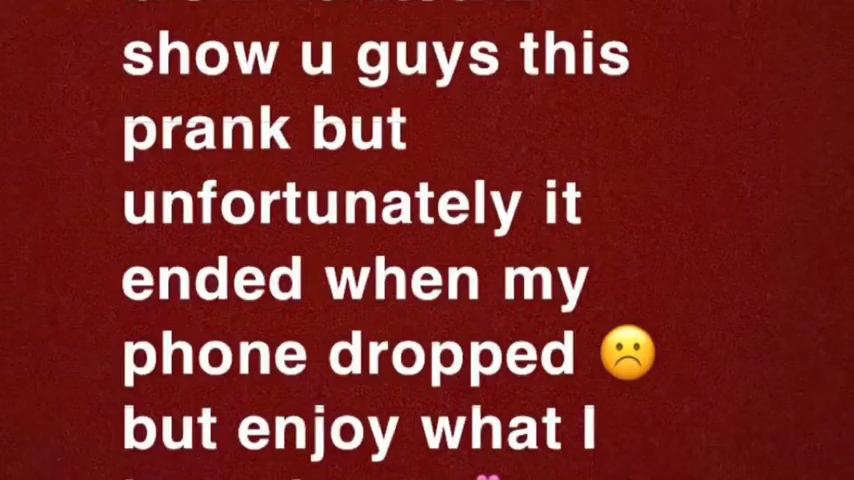 show u guys this
prank but
unfortunately it
ended when my
phone dropped ☹️
but enjoy what I